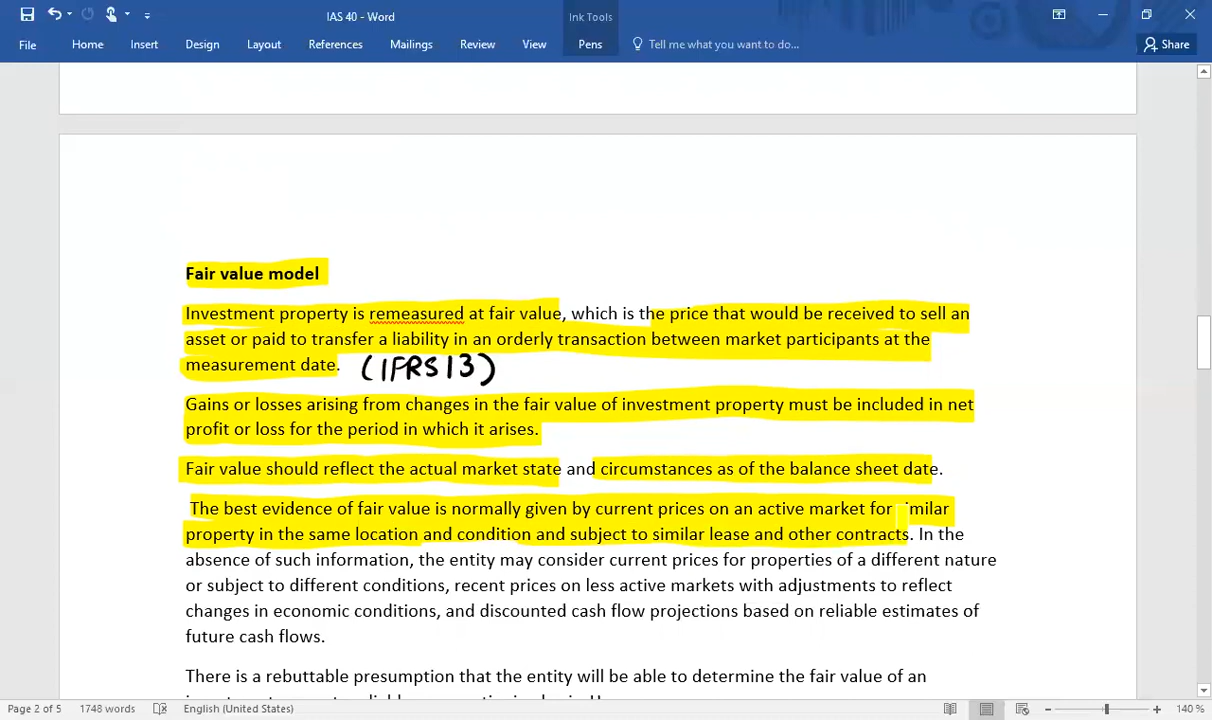 IAS 40 - Word
Ink Tools
File Home Insert Design Layout References Mailings Review View Pens Tell me what you want to do... Share
Fair value model
Investment property is remeasured at fair value, which is the price that would be received to sell an
asset or paid to transfer a liability in an orderly transaction between market participants at the
measurement date. (IFRS13)
Gains or losses arising from changes in the fair value of investment property must be included in net
profit or loss for the period in which it arises.
Fair value should reflect the actual market state and circumstances as of the balance sheet date.
The best evidence of fair value is normally given by current prices on an active market for similar
property in the same location and condition and subject to similar lease and other contracts. In the
absence of such information, the entity may consider current prices for properties of a different nature
or subject to different conditions, recent prices on less active markets with adjustments to reflect
changes in economic conditions, and discounted cash flow projections based on reliable estimates of
future cash flows.
There is a rebuttable presumption that the entity will be able to determine the fair value of an
Page 2 of 5 1748 words English (United States) 140 %